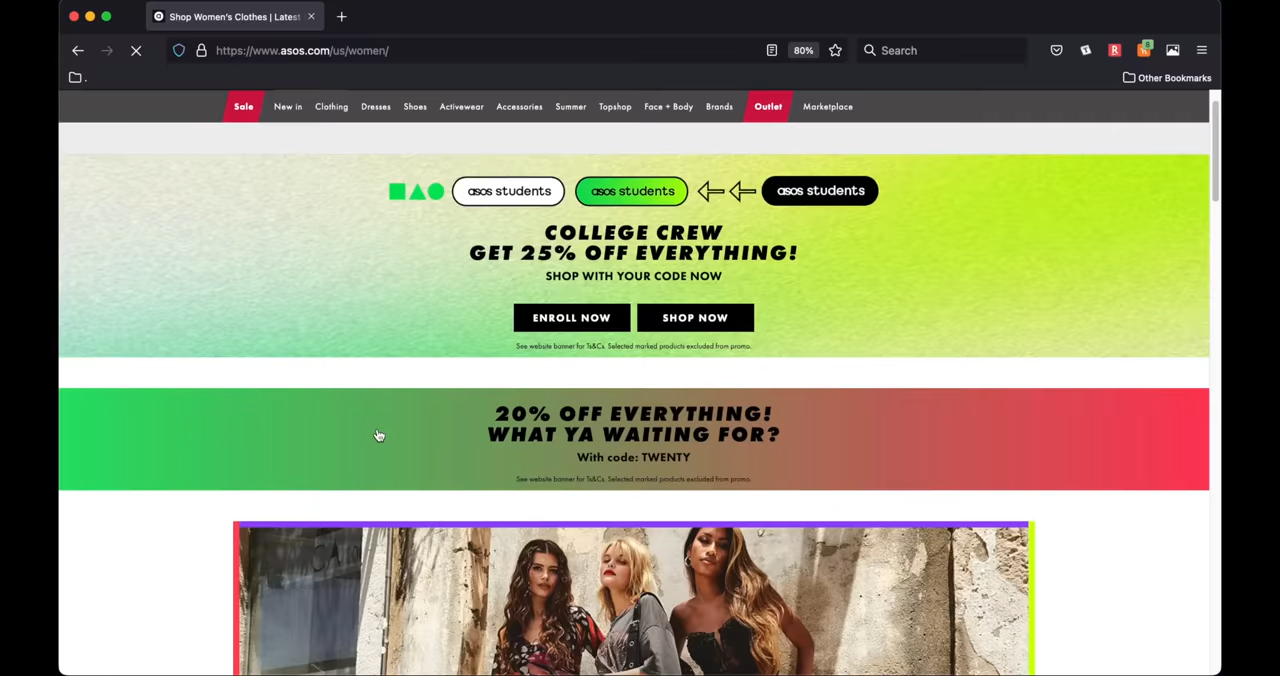 Shop Women's Clothes | Latest
https://www.asos.com/us/women/
80%
Search
R
8
.
Other Bookmarks
Sale New in Clothing Dresses Shoes Activewear Accessories Summer Topshop Face + Body Brands Outlet Marketplace
asos students asos students asos students
COLLEGE CREW
GET 25% OFF EVERYTHING!
SHOP WITH YOUR CODE NOW
ENROLL NOW SHOP NOW
See website banner for Ts&Cs. Selected marked products excluded from promo.
20% OFF EVERYTHING!
WHAT YA WAITING FOR?
With code: TWENTY
See website banner for Ts&Cs. Selected marked products excluded from promo.